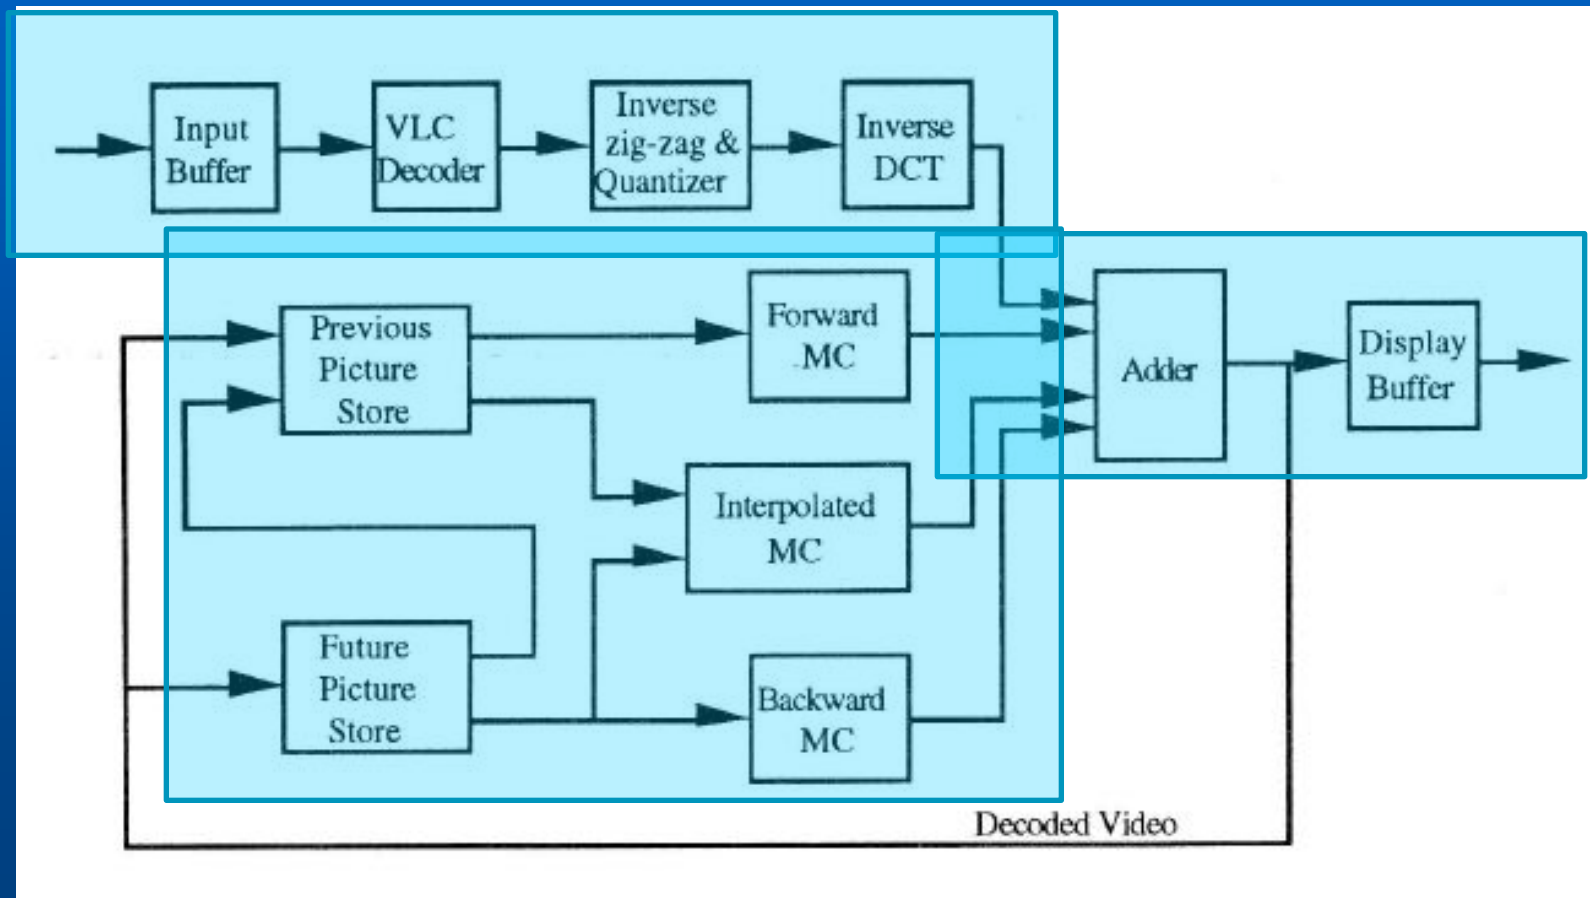 Input
Buffer
VLC
Decoder
Inverse
zig-zag &
Quantizer
Inverse
DCT
Previous
Picture
Store
Forward
MC
Adder
Display
Buffer
Interpolated
MC
Future
Picture
Store
Backward
MC
Decoded Video